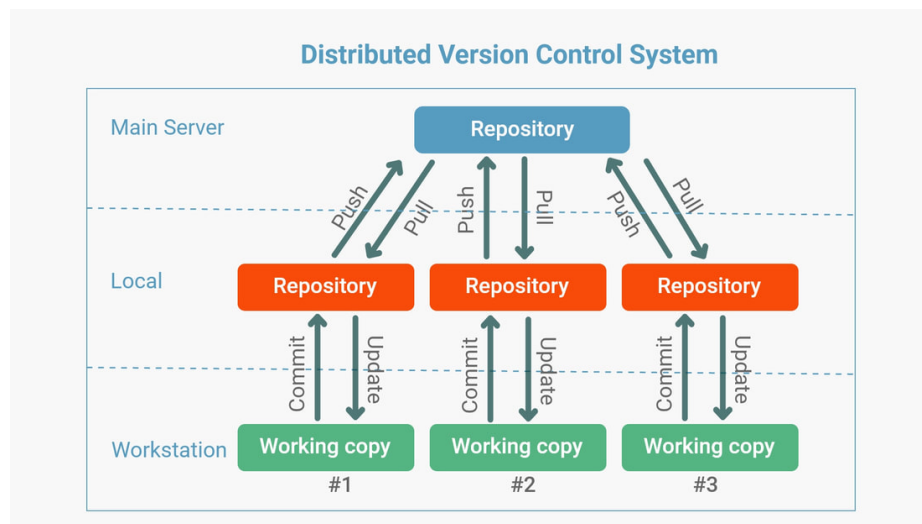 Distributed Version Control System
Main Server
Repository
Push
Pull
Push
Pull
Push
Pull
Local
Repository
Repository
Repository
Commit
Update
Commit
Update
Commit
Update
Workstation
Working copy
Working copy
Working copy
#1
#2
#3